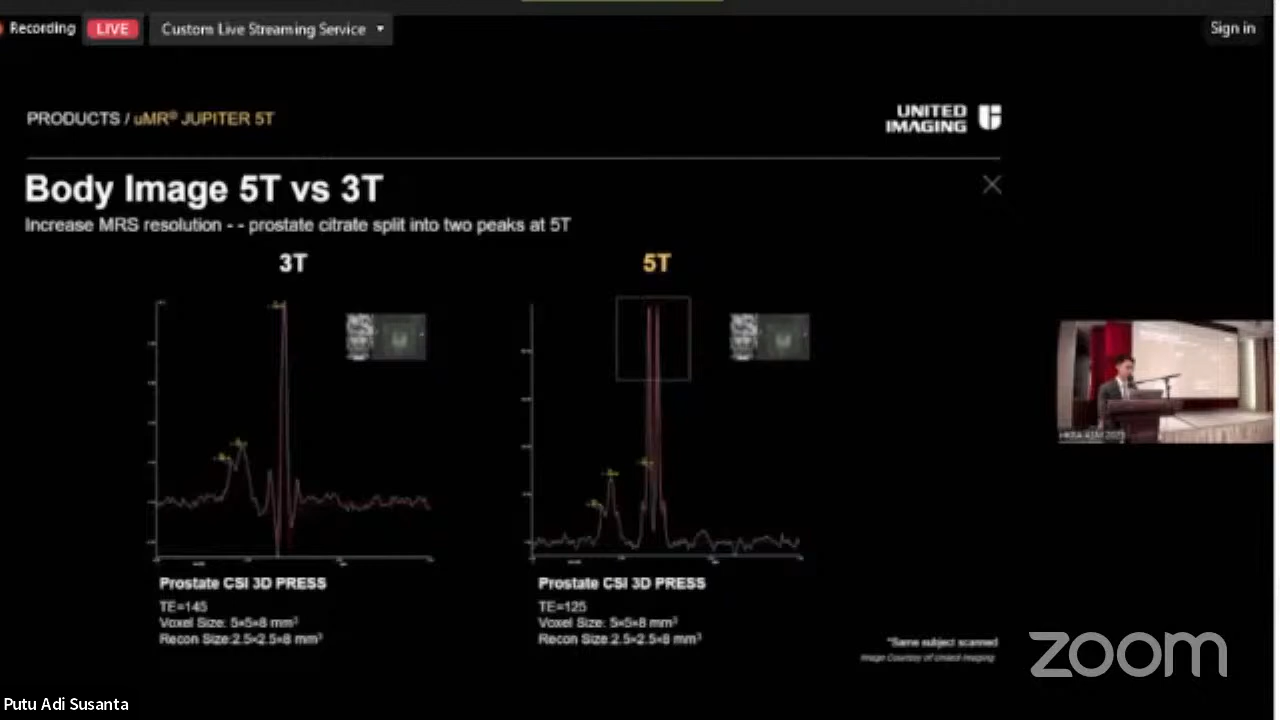 Recording
LIVE
Custom Live Streaming Service
Sign in
PRODUCTS / uMR® JUPITER 5T
UNITED
IMAGING
Body Image 5T vs 3T
Increase MRS resolution - - prostate citrate split into two peaks at 5T
3T
5T
Prostate CSI 3D PRESS
TE=145
Voxel Size: 5×5×8 mm³
Recon Size:2.5×2.5×8 mm³
Prostate CSI 3D PRESS
TE=125
Voxel Size: 5×5×8 mm³
Recon Size:2.5×2.5×8 mm³
*Same subject scanned
Image Courtesy of United Imaging
zoom
Putu Adi Susanta